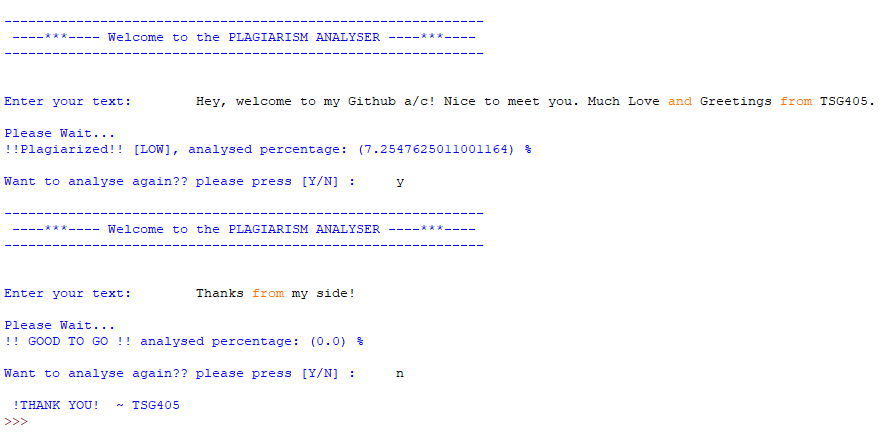 ------------------------------------------------------------
 ----***---- Welcome to the PLAGIARISM ANALYSER ----***----
------------------------------------------------------------
Enter your text:        Hey, welcome to my Github a/c! Nice to meet you. Much Love and Greetings from TSG405.
Please Wait...
!!Plagiarized!! [LOW], analysed percentage: (7.2547625011001164) %
Want to analyse again?? please press [Y/N] :     y
------------------------------------------------------------
 ----***---- Welcome to the PLAGIARISM ANALYSER ----***----
------------------------------------------------------------
Enter your text:        Thanks from my side!
Please Wait...
!! GOOD TO GO !! analysed percentage: (0.0) %
Want to analyse again?? please press [Y/N] :     n
 !THANK YOU!  ~ TSG405
>>>